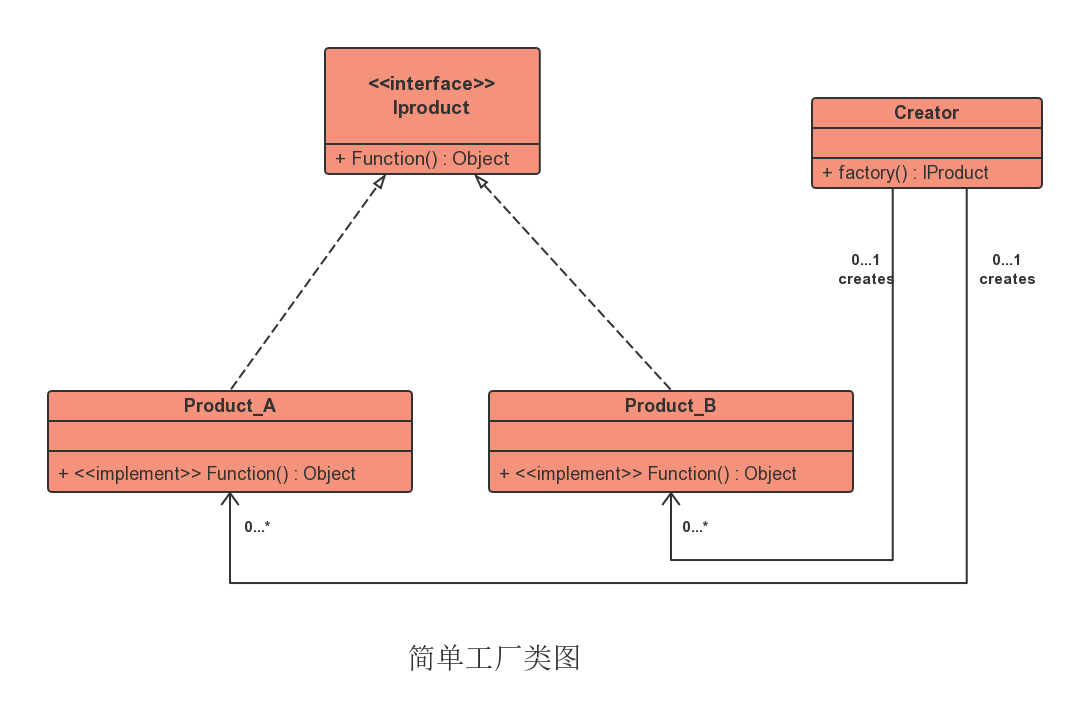 <<interface>>
Iproduct
+ Function() : Object
Creator
+ factory() : IProduct
0...1
creates
0...1
creates
Product_A
+ <<implement>> Function() : Object
Product_B
+ <<implement>> Function() : Object
0...*
0...*
简单工厂类图